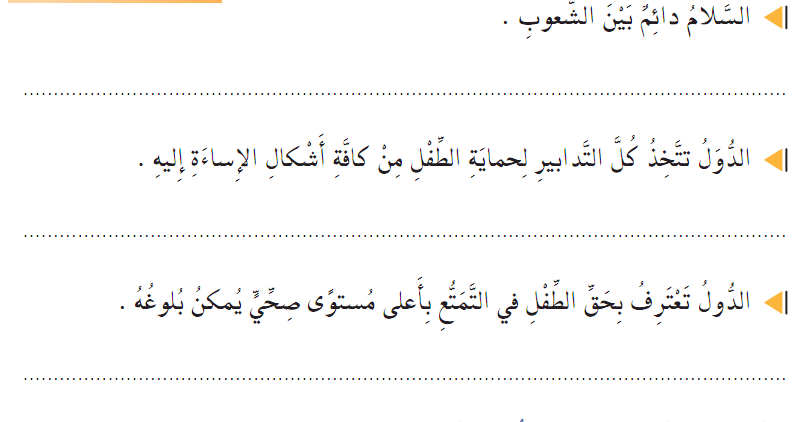 السَّلامُ دائِمٌ بَيْنَ الشُّعوبِ .
الدُّوَلُ تتَّخِذُ كُلَّ التَّدابيرِ لِحمايَةِ الطِّفْلِ مِنْ كافَّةِ أَشْكالِ الإِساءَةِ إِليهِ .
الدُّولُ تَعْتَرِفُ بِحَقِّ الطِّفْلِ في التَّمَتُّعِ بِأَعلى مُستوًى صِحِّيٍّ يُمكنُ بُلوغُهُ .